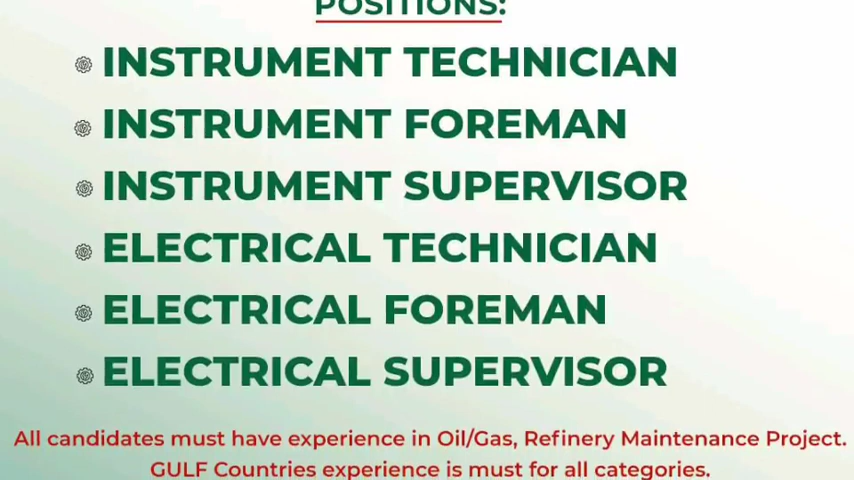 POSITIONS:
INSTRUMENT TECHNICIAN
INSTRUMENT FOREMAN
INSTRUMENT SUPERVISOR
ELECTRICAL TECHNICIAN
ELECTRICAL FOREMAN
ELECTRICAL SUPERVISOR
All candidates must have experience in Oil/Gas, Refinery Maintenance Project.
GULF Countries experience is must for all categories.